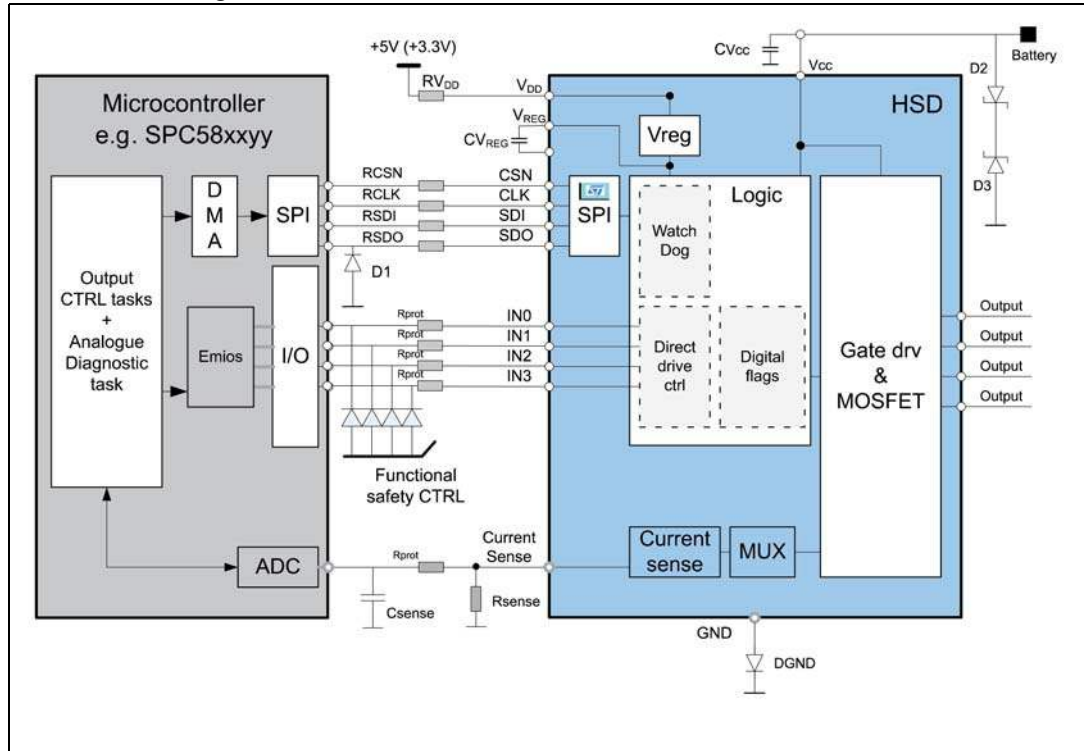 +5V (+3.3V)
CVcc
Battery
Vcc
D2
D3
Microcontroller
e.g. SPC58xxyy
RVDD
VDD
HSD
VREG
CVREG
Vreg
Output
CTRL tasks
+
Analogue
Diagnostic
task
D
M
A
SPI
RCSN
RCLK
RSDI
RSDO
CSN
CLK
SDI
SDO
ST
SPI
Logic
Watch
Dog
D1
Emios
I/O
Rprot
Rprot
Rprot
Rprot
IN0
IN1
IN2
IN3
Direct
drive
ctrl
Digital
flags
Gate drv
&
MOSFET
Output
Output
Output
Output
Functional
safety CTRL
ADC
Rprot
Current
Sense
Csense
Rsense
Current
sense
MUX
GND
DGND